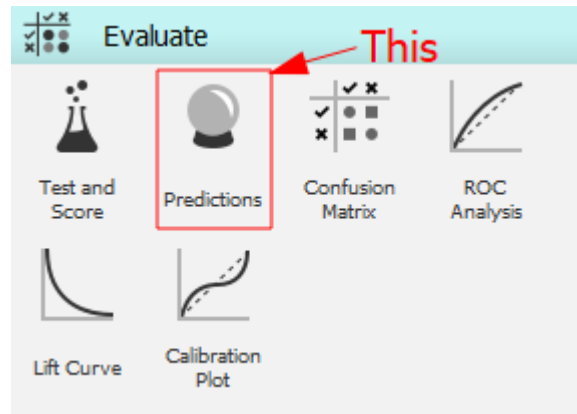 Evaluate
This
Test and
Score
Predictions
Confusion
Matrix
ROC
Analysis
Lift Curve
Calibration
Plot